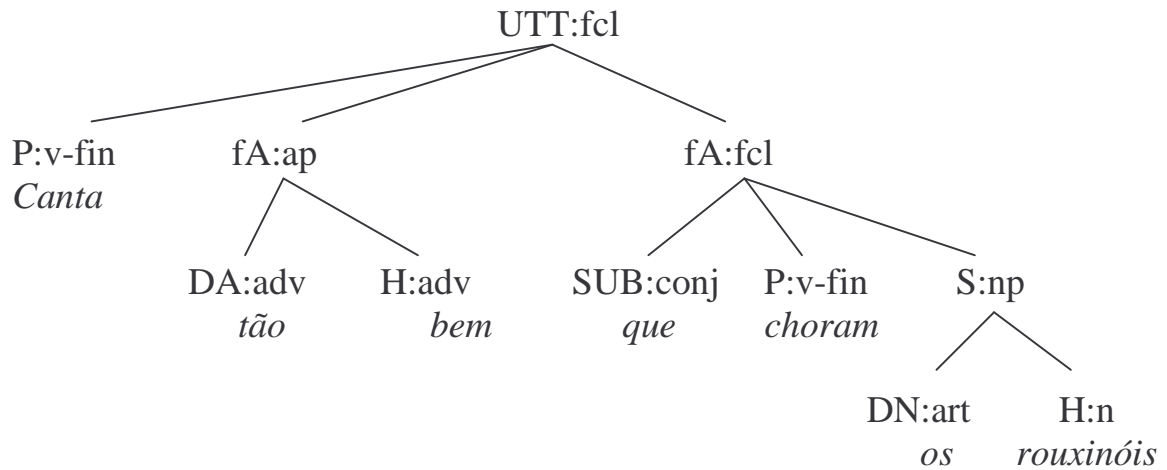 UTT:fcl
P:v-fin fA:ap fA:fcl
Canta
DA:adv H:adv SUB:conj P:v-fin S:np
tão bem que choram
DN:art H:n
os rouxinóis